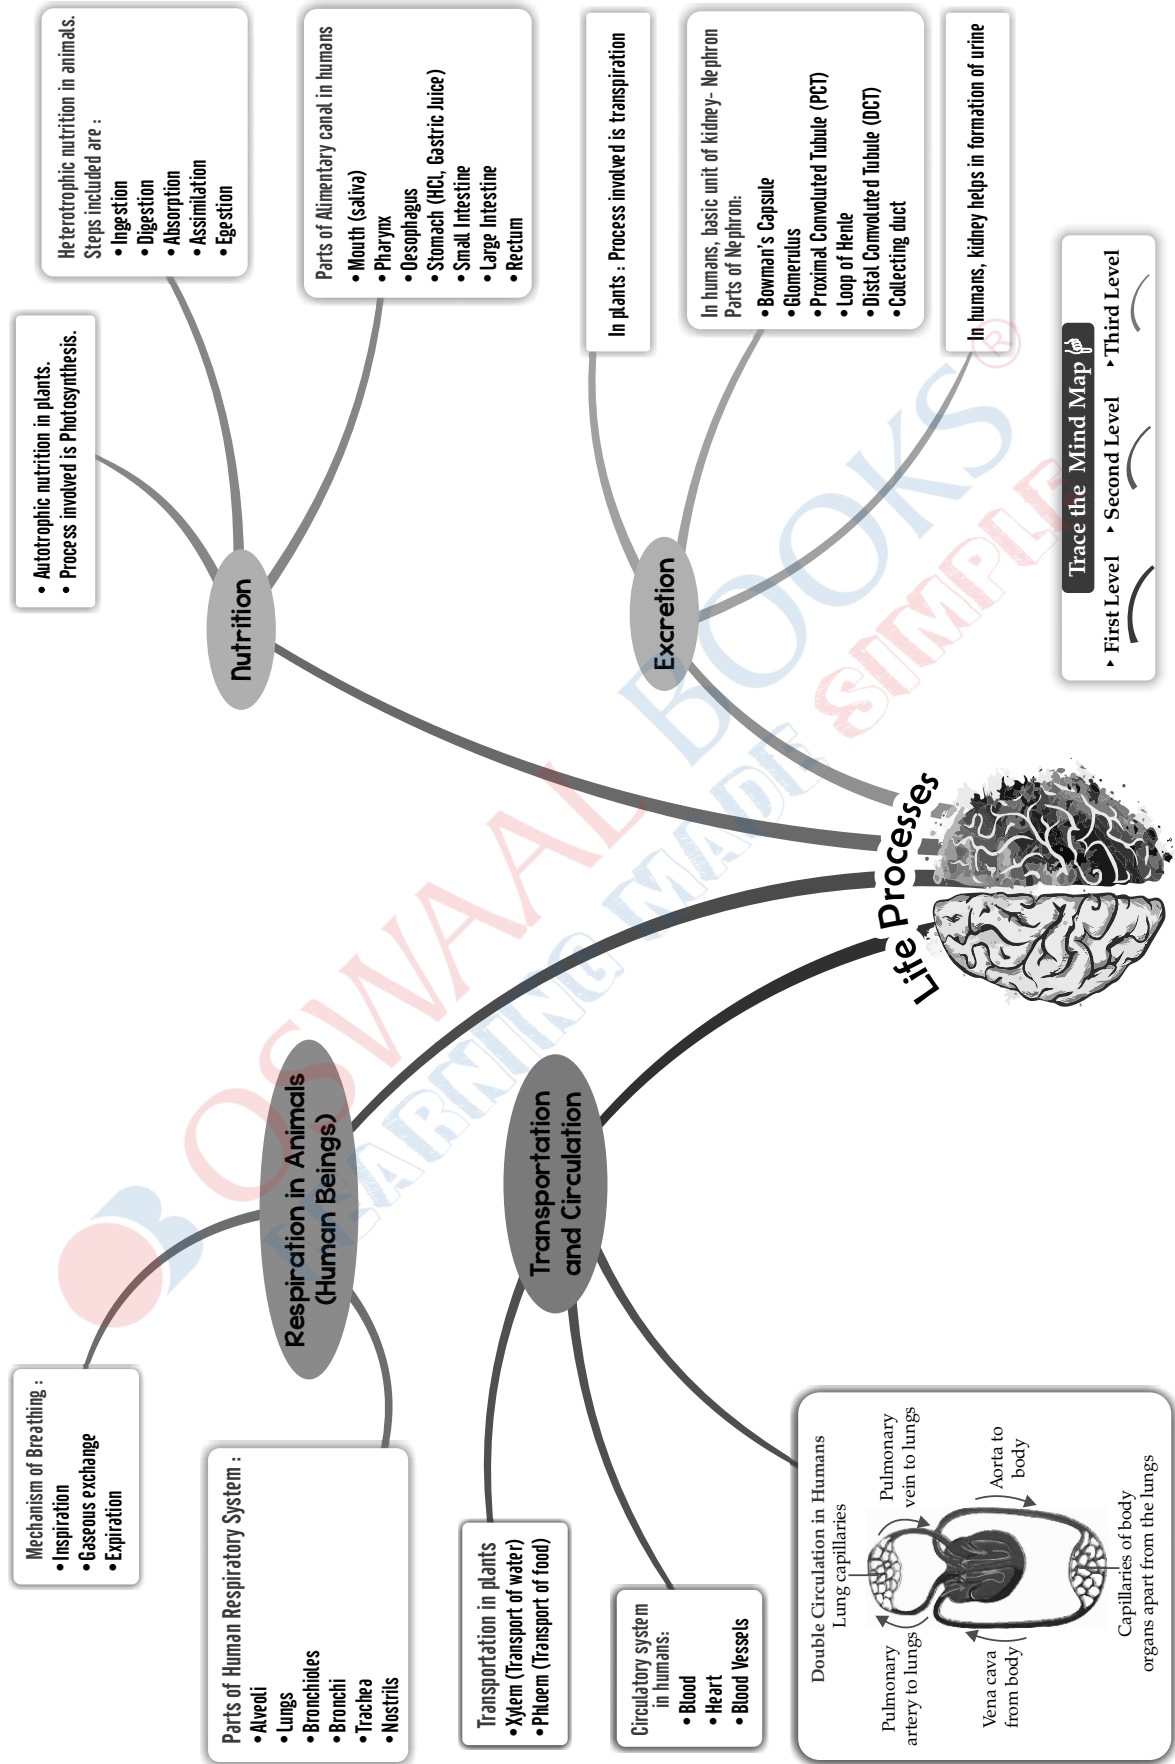 Life Processes
Nutrition
• Autotrophic nutrition in plants.
• Process involved is Photosynthesis.
Heterotrophic nutrition in animals.
Steps included are :
• Ingestion
• Digestion
• Absorption
• Assimilation
• Egestion
Parts of Alimentary canal in humans
• Mouth (saliva)
• Pharynx
• Oesophagus
• Stomach (HCl, Gastric Juice)
• Small Intestine
• Large Intestine
• Rectum
Excretion
In plants : Process involved is transpiration
In humans, basic unit of kidney- Nephron
Parts of Nephron:
• Bowman's Capsule
• Glomerulus
• Proximal Convoluted Tubule (PCT)
• Loop of Henle
• Distal Convoluted Tubule (DCT)
• Collecting duct
In humans, kidney helps in formation of urine
Respiration in Animals
(Human Beings)
Mechanism of Breathing :
• Inspiration
• Gaseous exchange
• Expiration
Parts of Human Respiratory System :
• Alveoli
• Lungs
• Bronchioles
• Bronchi
• Trachea
• Nostrils
Transportation
and Circulation
Transportation in plants
• Xylem (Transport of water)
• Phloem (Transport of food)
Circulatory system
in humans:
• Blood
• Heart
• Blood Vessels
Double Circulation in Humans
Lung capillaries
Pulmonary
artery to lungs
Pulmonary
vein to lungs
Vena cava
from body
Aorta to
body
Capillaries of body
organs apart from the lungs
Trace the Mind Map
▸ First Level ▸ Second Level ▸ Third Level
OSWAAL BOOKS®
LEARNING MADE SIMPLE